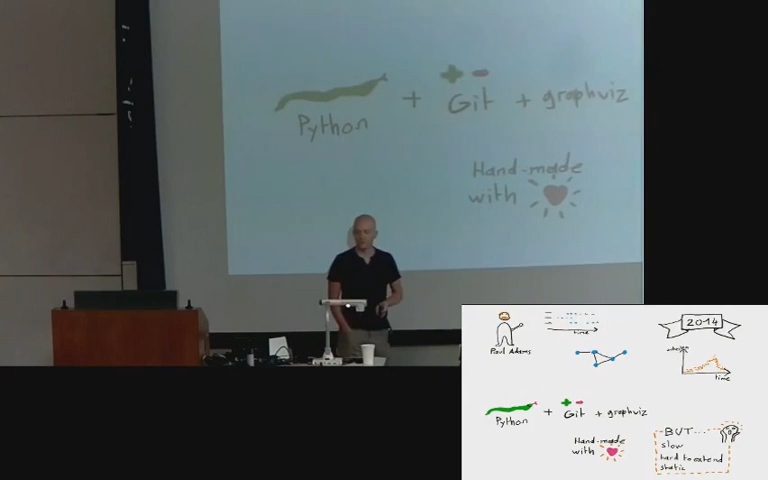 Python + Git + graphviz
Hand-made
with
2014
Paul Adams
time
time
Python + Git + graphviz
Hand-made
with
BUT...
slow
hard to extend
static